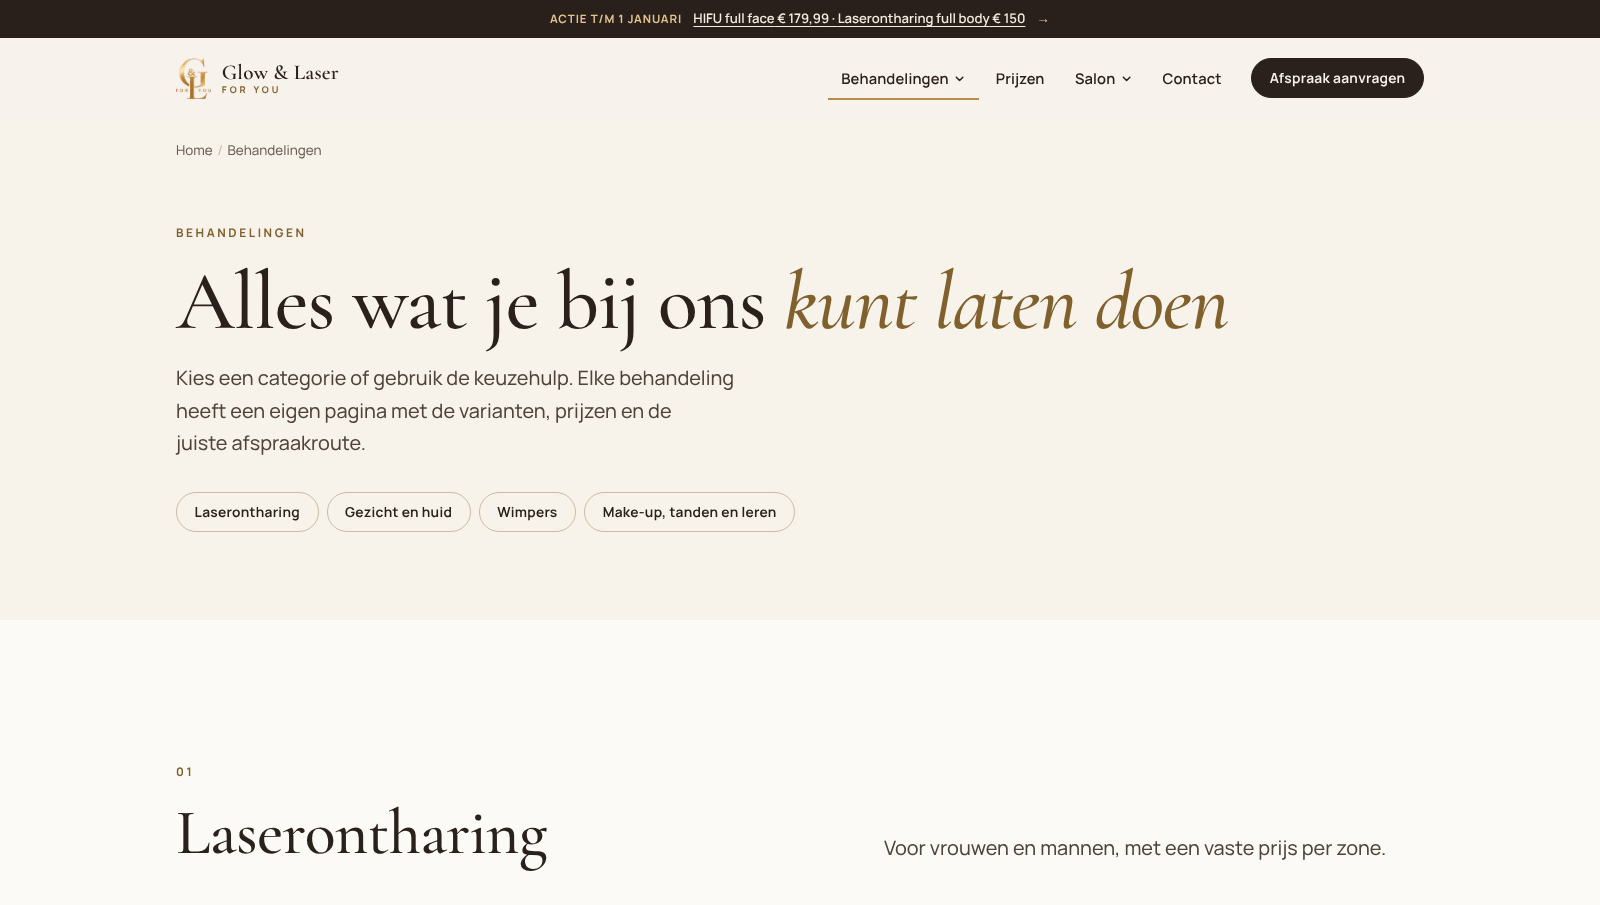 ACTIE T/M 1 JANUARI HIFU full face € 179,99 · Laserontharing full body € 150 →
Glow & Laser
FOR YOU
Behandelingen Prijzen Salon Contact Afspraak aanvragen
Home / Behandelingen
BEHANDELINGEN
Alles wat je bij ons kunt laten doen
Kies een categorie of gebruik de keuzehulp. Elke behandeling
heeft een eigen pagina met de varianten, prijzen en de
juiste afspraakroute.
Laserontharing Gezicht en huid Wimpers Make-up, tanden en leren
01
Laserontharing
Voor vrouwen en mannen, met een vaste prijs per zone.